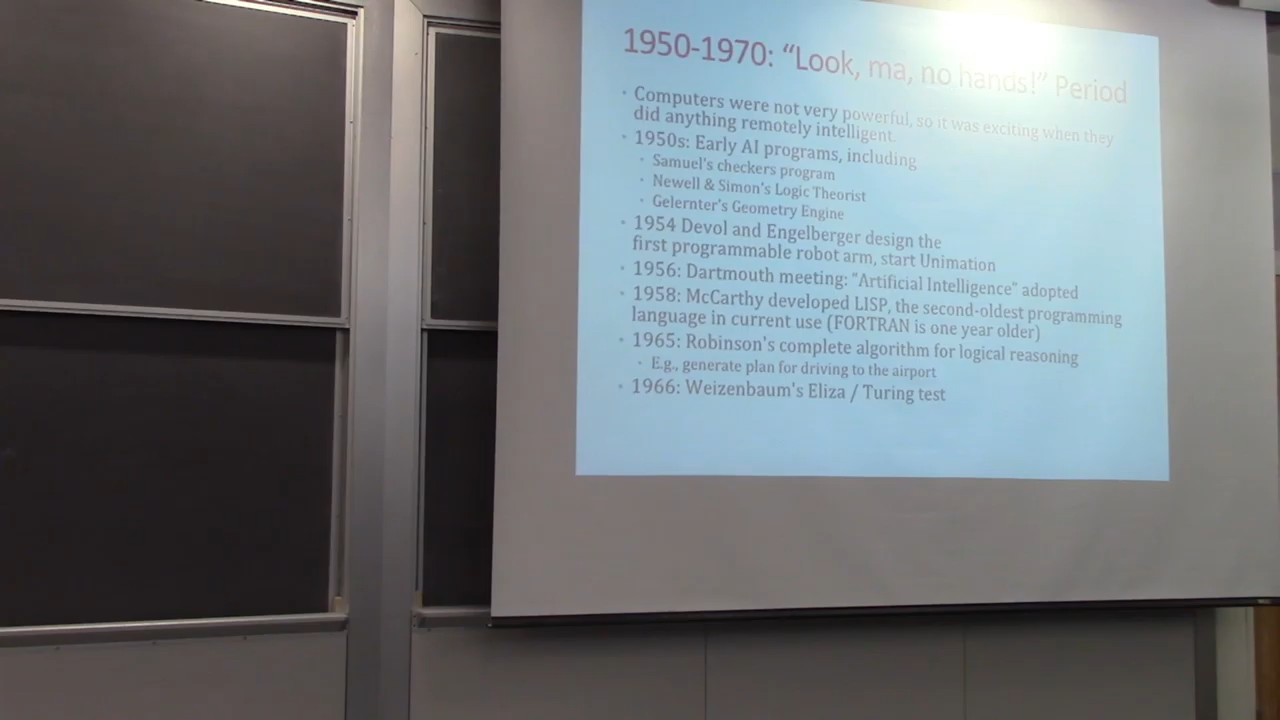 1950-1970: “Look, ma, no hands!” Period
• Computers were not very powerful, so it was exciting when they
did anything remotely intelligent.
• 1950s: Early AI programs, including
• Samuel's checkers program
• Newell & Simon's Logic Theorist
• Gelernter's Geometry Engine
• 1954 Devol and Engelberger design the
first programmable robot arm, start Unimation
• 1956: Dartmouth meeting: “Artificial Intelligence” adopted
• 1958: McCarthy developed LISP, the second-oldest programming
language in current use (FORTRAN is one year older)
• 1965: Robinson's complete algorithm for logical reasoning
• E.g., generate plan for driving to the airport
• 1966: Weizenbaum's Eliza / Turing test